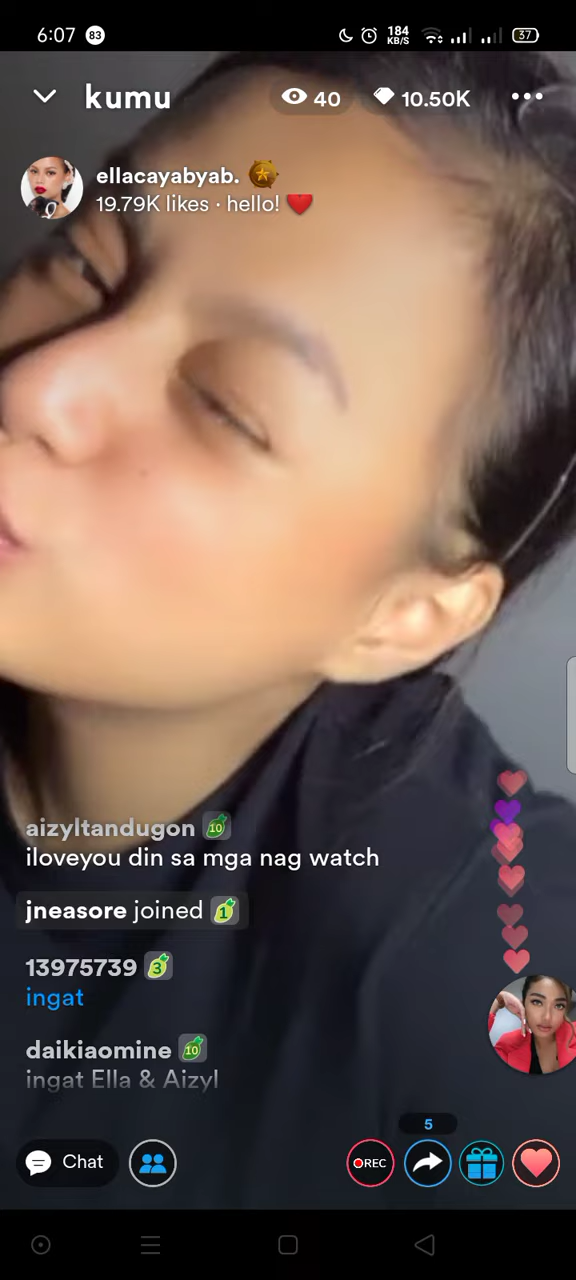 6:07 83 184 KB/S 37
kumu 40 10.50K
ellacayabyab.
19.79K likes · hello! ❤️
aizyltandugon 10
iloveyou din sa mga nag watch
jneasore joined 1
13975739 3
ingat
daikiaomine 10
ingat Ella & Aizyl
5
Chat REC